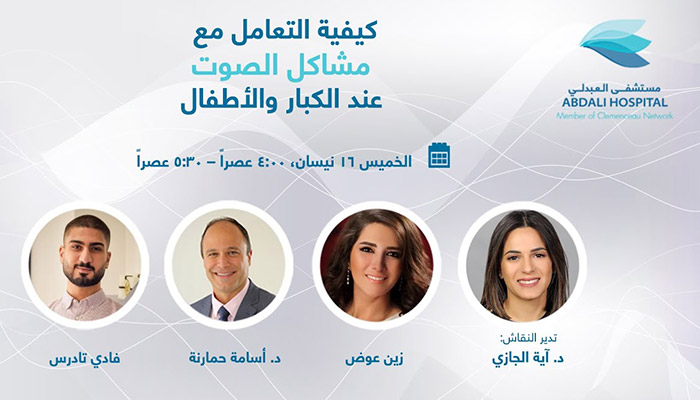 كيفية التعامل مع
مشاكل الصوت
عند الكبار والأطفال
مستشفى العبدلي
ABDALI HOSPITAL
Member of Clemenceau Network
الخميس ١٦ نيسان، ٤:٠٠ عصراً – ٥:٣٠ عصراً
تدير النقاش:
د. آية الجازي
زين عوض
د. أسامة حمارنة
فادي تادرس